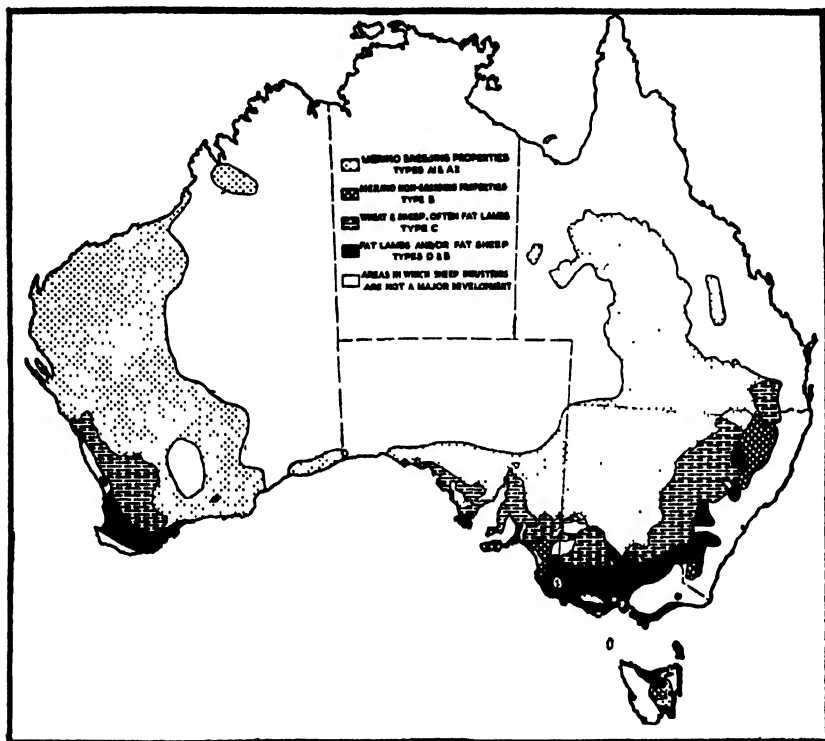 MERINO BREEDING PROPERTIES
TYPES A1 & A2
MERINO NON-BREEDING PROPERTIES
TYPE B
WHEAT & SHEEP, OFTEN FAT LAMBS
TYPE C
FAT LAMBS AND/OR FAT SHEEP
TYPES D & E
AREAS IN WHICH SHEEP INDUSTRIES
ARE NOT A MAJOR DEVELOPMENT